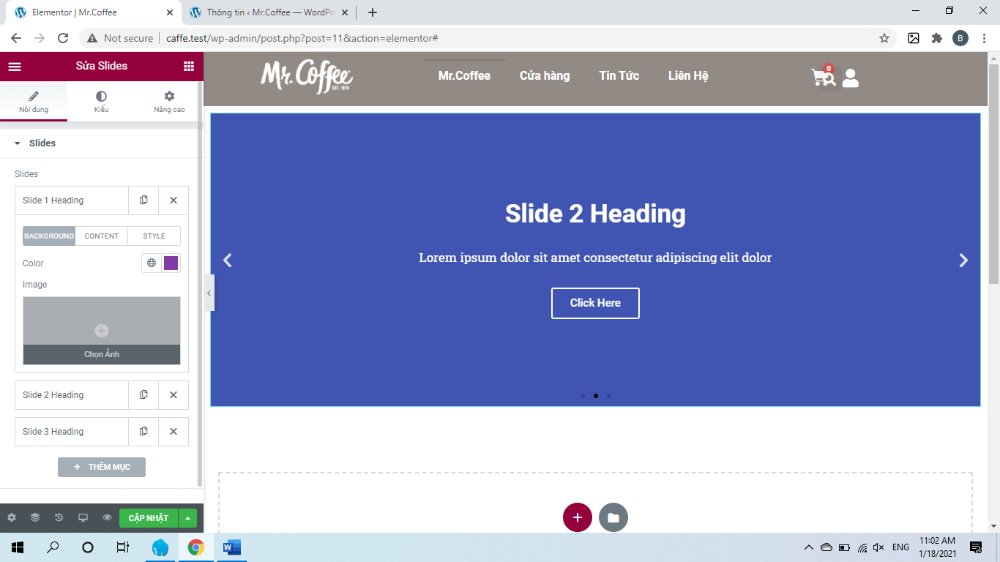 Elementor | Mr.Coffee
Thông tin ‹ Mr.Coffee — WordPre
Not secure | caffe.test/wp-admin/post.php?post=11&action=elementor#
B
Sửa Slides
Nội dung
Kiểu
Nâng cao
Slides
Slides
Slide 1 Heading
BACKGROUND
CONTENT
STYLE
Color
Image
Chọn Ảnh
Slide 2 Heading
Slide 3 Heading
+ THÊM MỤC
CẬP NHẬT
Mr. Coffee
EST. 1970
Mr.Coffee
Cửa hàng
Tin Tức
Liên Hệ
0
Slide 2 Heading
Lorem ipsum dolor sit amet consectetur adipiscing elit dolor
Click Here
ENG
11:02 AM
1/18/2021